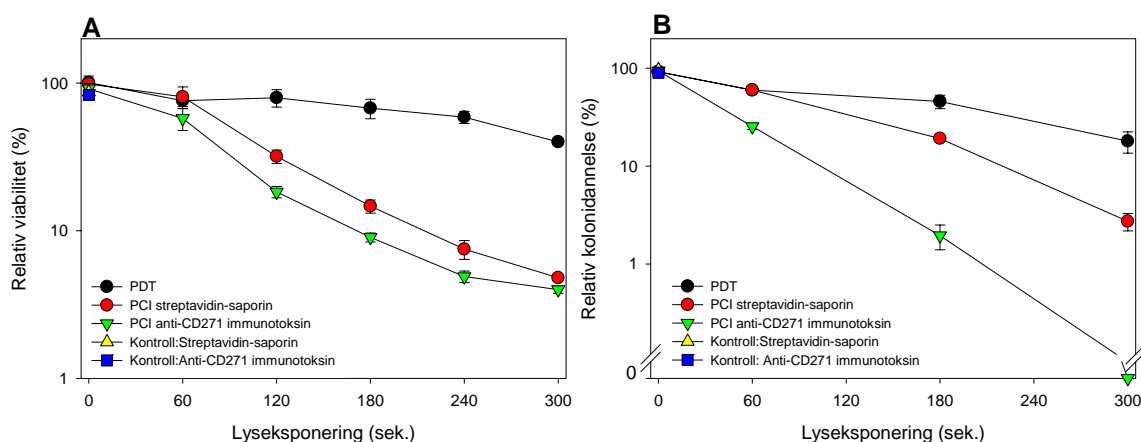 A
Relativ viabilitet (%)
100
10
1
PDT
PCI streptavidin-saporin
PCI anti-CD271 immunotoksin
Kontroll:Streptavidin-saporin
Kontroll:Anti-CD271 immunotoksin
0 60 120 180 240 300
Lyseksponering (sek.)
B
Relativ kolonidannelse (%)
100
10
1
0
PDT
PCI streptavidin-saporin
PCI anti-CD271 immunotoksin
Kontroll:Streptavidin-saporin
Kontroll: Anti-CD271 immunotoksin
0 60 120 180 240 300
Lyseksponering (sek.)